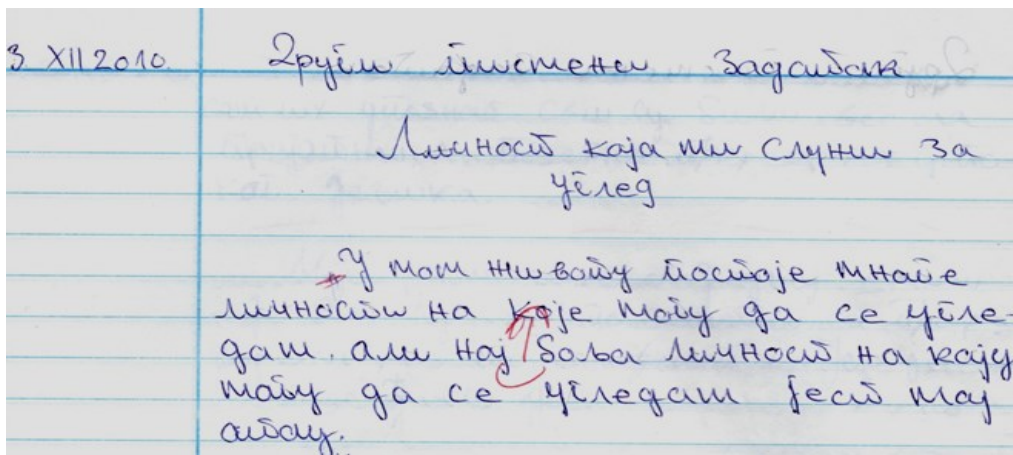 3 XII 2010. Други писмени задатак
Личност која ми служи за
углед
У мом животу постоје многе
личности на које могу да се угле-
дам, али нај боља личност на коју
могу да се угледам јест мој
отац.